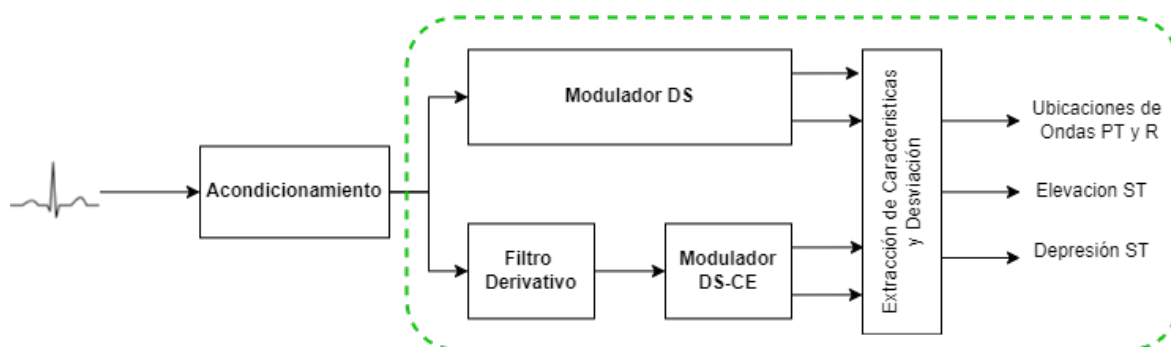 Modulador DS
Acondicionamiento
Filtro
Derivativo
Modulador
DS-CE
Extracción de Caracteristicas
y Desviación
Ubicaciones de
Ondas PT y R
Elevacion ST
Depresión ST